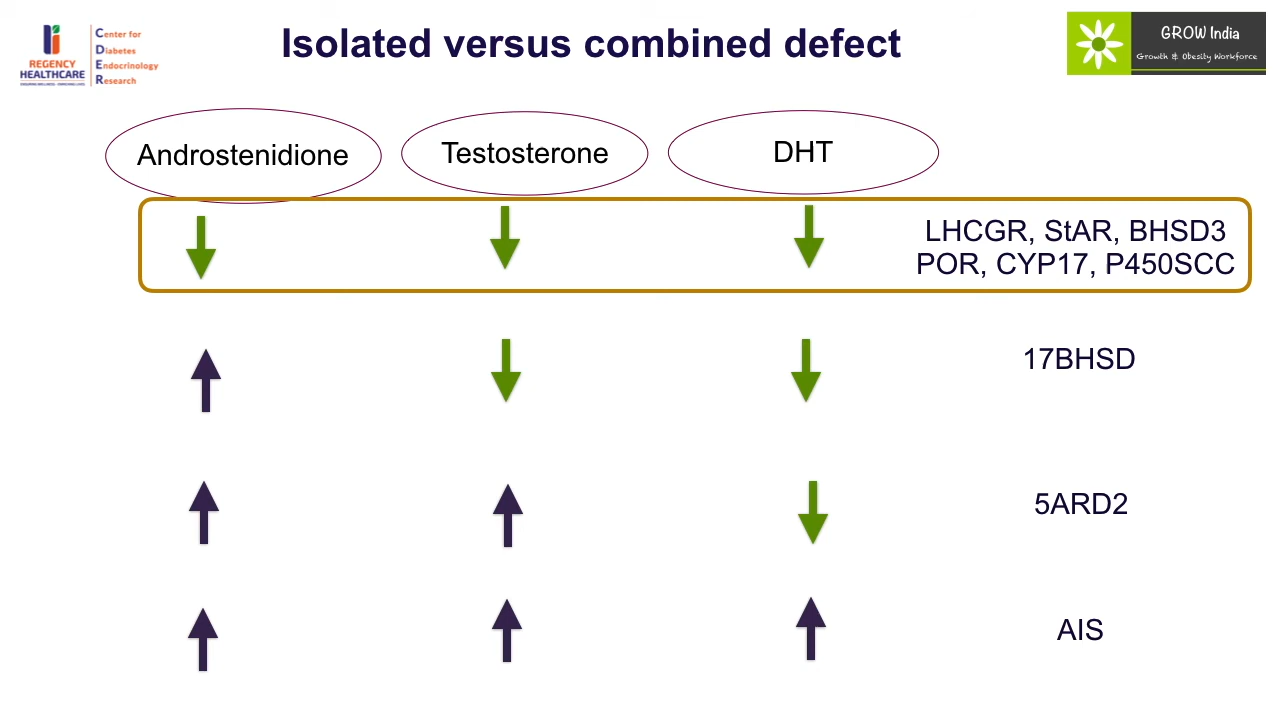 Center for
Diabetes
Endocrinology
Research
REGENCY
HEALTHCARE
Isolated versus combined defect
GROW India
Growth & Obesity Workforce
Androstenidione
Testosterone
DHT
LHCGR, StAR, BHSD3
POR, CYP17, P450SCC
17BHSD
5ARD2
AIS